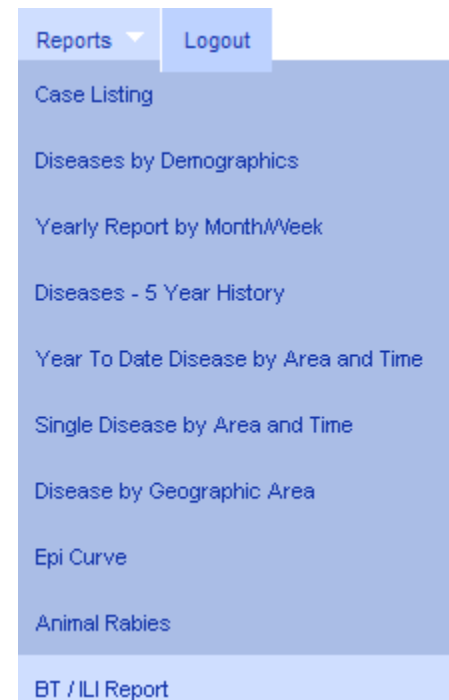 Reports Logout
Case Listing
Diseases by Demographics
Yearly Report by Month/Week
Diseases - 5 Year History
Year To Date Disease by Area and Time
Single Disease by Area and Time
Disease by Geographic Area
Epi Curve
Animal Rabies
BT / ILI Report